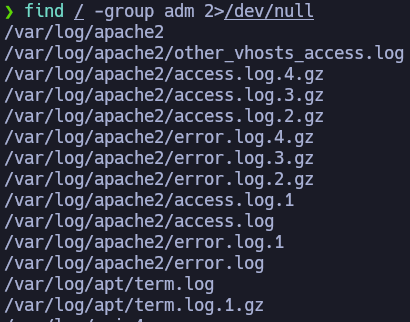 ❯ find / -group adm 2>/dev/null
/var/log/apache2
/var/log/apache2/other_vhosts_access.log
/var/log/apache2/access.log.4.gz
/var/log/apache2/access.log.3.gz
/var/log/apache2/access.log.2.gz
/var/log/apache2/error.log.4.gz
/var/log/apache2/error.log.3.gz
/var/log/apache2/error.log.2.gz
/var/log/apache2/access.log.1
/var/log/apache2/access.log
/var/log/apache2/error.log.1
/var/log/apache2/error.log
/var/log/apt/term.log
/var/log/apt/term.log.1.gz